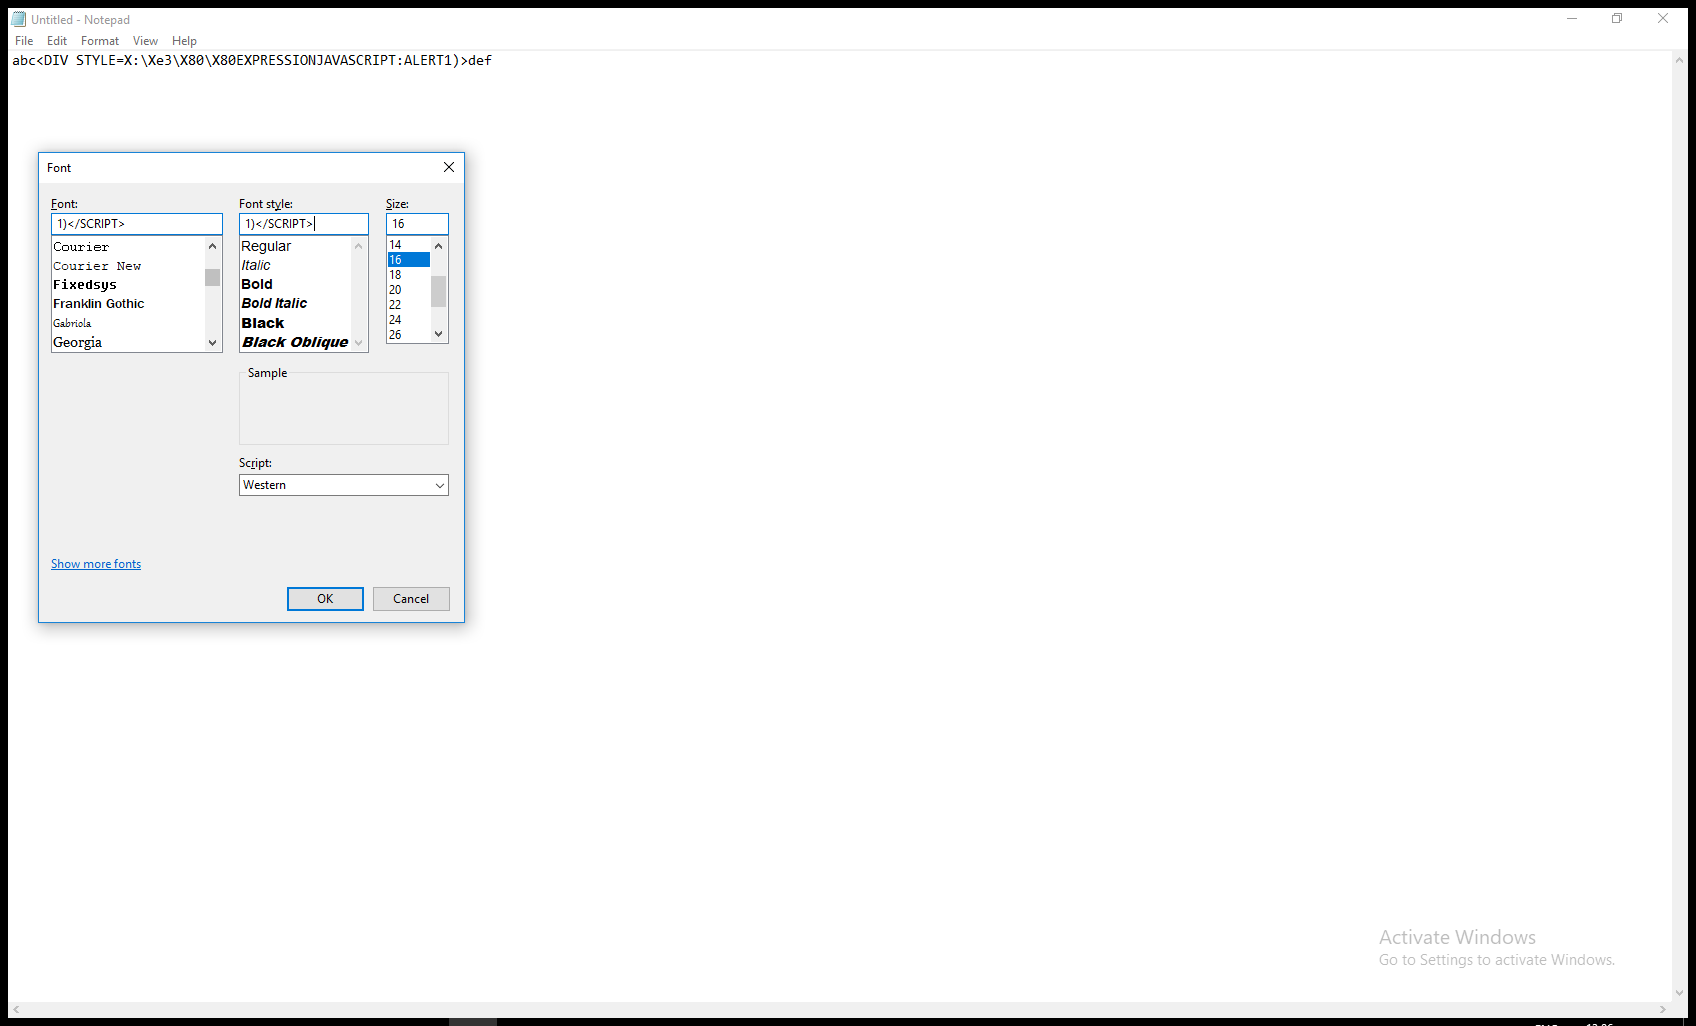 Untitled - Notepad
File Edit Format View Help
abc<DIV STYLE=X:\Xe3\X80\X80EXPRESSIONJAVASCRIPT:ALERT1)>def
Font
Font: Font style: Size:
1)</SCRIPT> 1)</SCRIPT> 16
Courier
Courier New
Fixedsys
Franklin Gothic
Gabriola
Georgia
Regular
Italic
Bold
Bold Italic
Black
Black Oblique
14
16
18
20
22
24
26
Sample
Script:
Western
Show more fonts
OK Cancel
Activate Windows
Go to Settings to activate Windows.